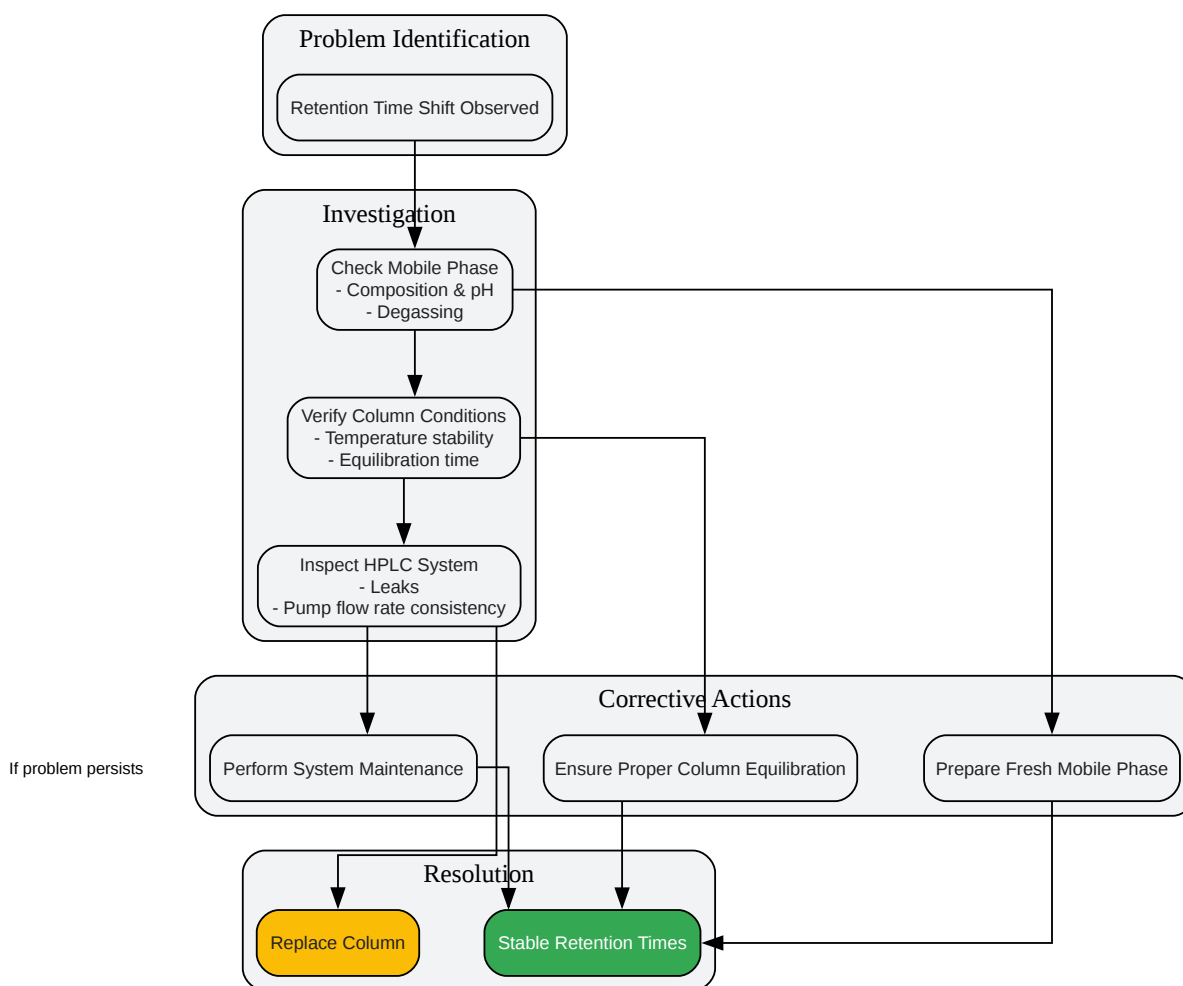 Problem Identification
Retention Time Shift Observed
Investigation
Check Mobile Phase
- Composition & pH
- Degassing
Verify Column Conditions
- Temperature stability
- Equilibration time
Inspect HPLC System
- Leaks
- Pump flow rate consistency
Corrective Actions
If problem persists
Perform System Maintenance
Ensure Proper Column Equilibration
Prepare Fresh Mobile Phase
Resolution
Replace Column
Stable Retention Times